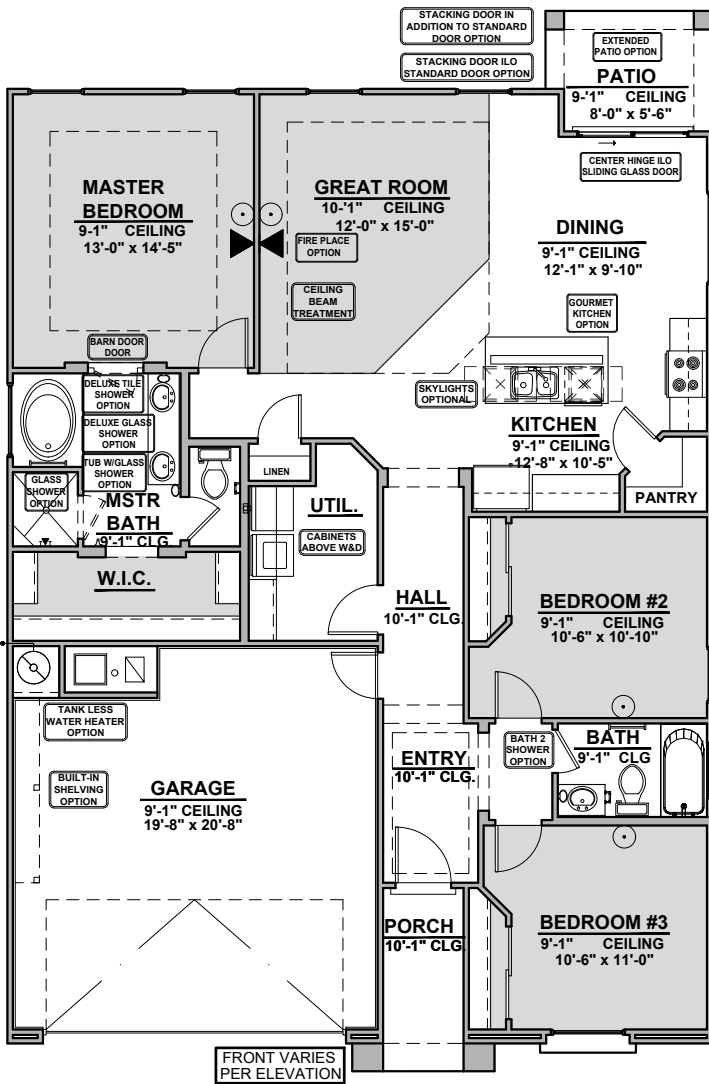 STACKING DOOR IN
ADDITION TO STANDARD
DOOR OPTION
STACKING DOOR ILO
STANDARD DOOR OPTION
EXTENDED
PATIO OPTION
PATIO
9-'1" CEILING
8'-0" x 5'-6"
CENTER HINGE ILO
SLIDING GLASS DOOR
MASTER
BEDROOM
9-1" CEILING
13'-0" x 14'-5"
GREAT ROOM
10-'1" CEILING
12'-0" x 15'-0"
FIRE PLACE
OPTION
CEILING
BEAM
TREATMENT
DINING
9'-1" CEILING
12'-1" x 9'-10"
GOURMET
KITCHEN
OPTION
BARN DOOR
DOOR
DELUXE TILE
SHOWER
OPTION
DELUXE GLASS
SHOWER
OPTION
TUB W/GLASS
SHOWER
OPTION
GLASS
SHOWER
OPTION
MSTR
BATH
9'-1" CLG.
SKYLIGHTS
OPTIONAL
KITCHEN
9'-1" CEILING
12'-8" x 10'-5"
PANTRY
LINEN
UTIL.
CABINETS
ABOVE W&D
W.I.C.
HALL
10'-1" CLG.
BEDROOM #2
9'-1" CEILING
10'-6" x 10'-10"
TANK LESS
WATER HEATER
OPTION
BUILT-IN
SHELVING
OPTION
GARAGE
9'-1" CEILING
19'-8" x 20'-8"
ENTRY
10'-1" CLG.
BATH 2
SHOWER
OPTION
BATH
9'-1" CLG
PORCH
10'-1" CLG.
BEDROOM #3
9'-1" CEILING
10'-6" x 11'-0"
FRONT VARIES
PER ELEVATION